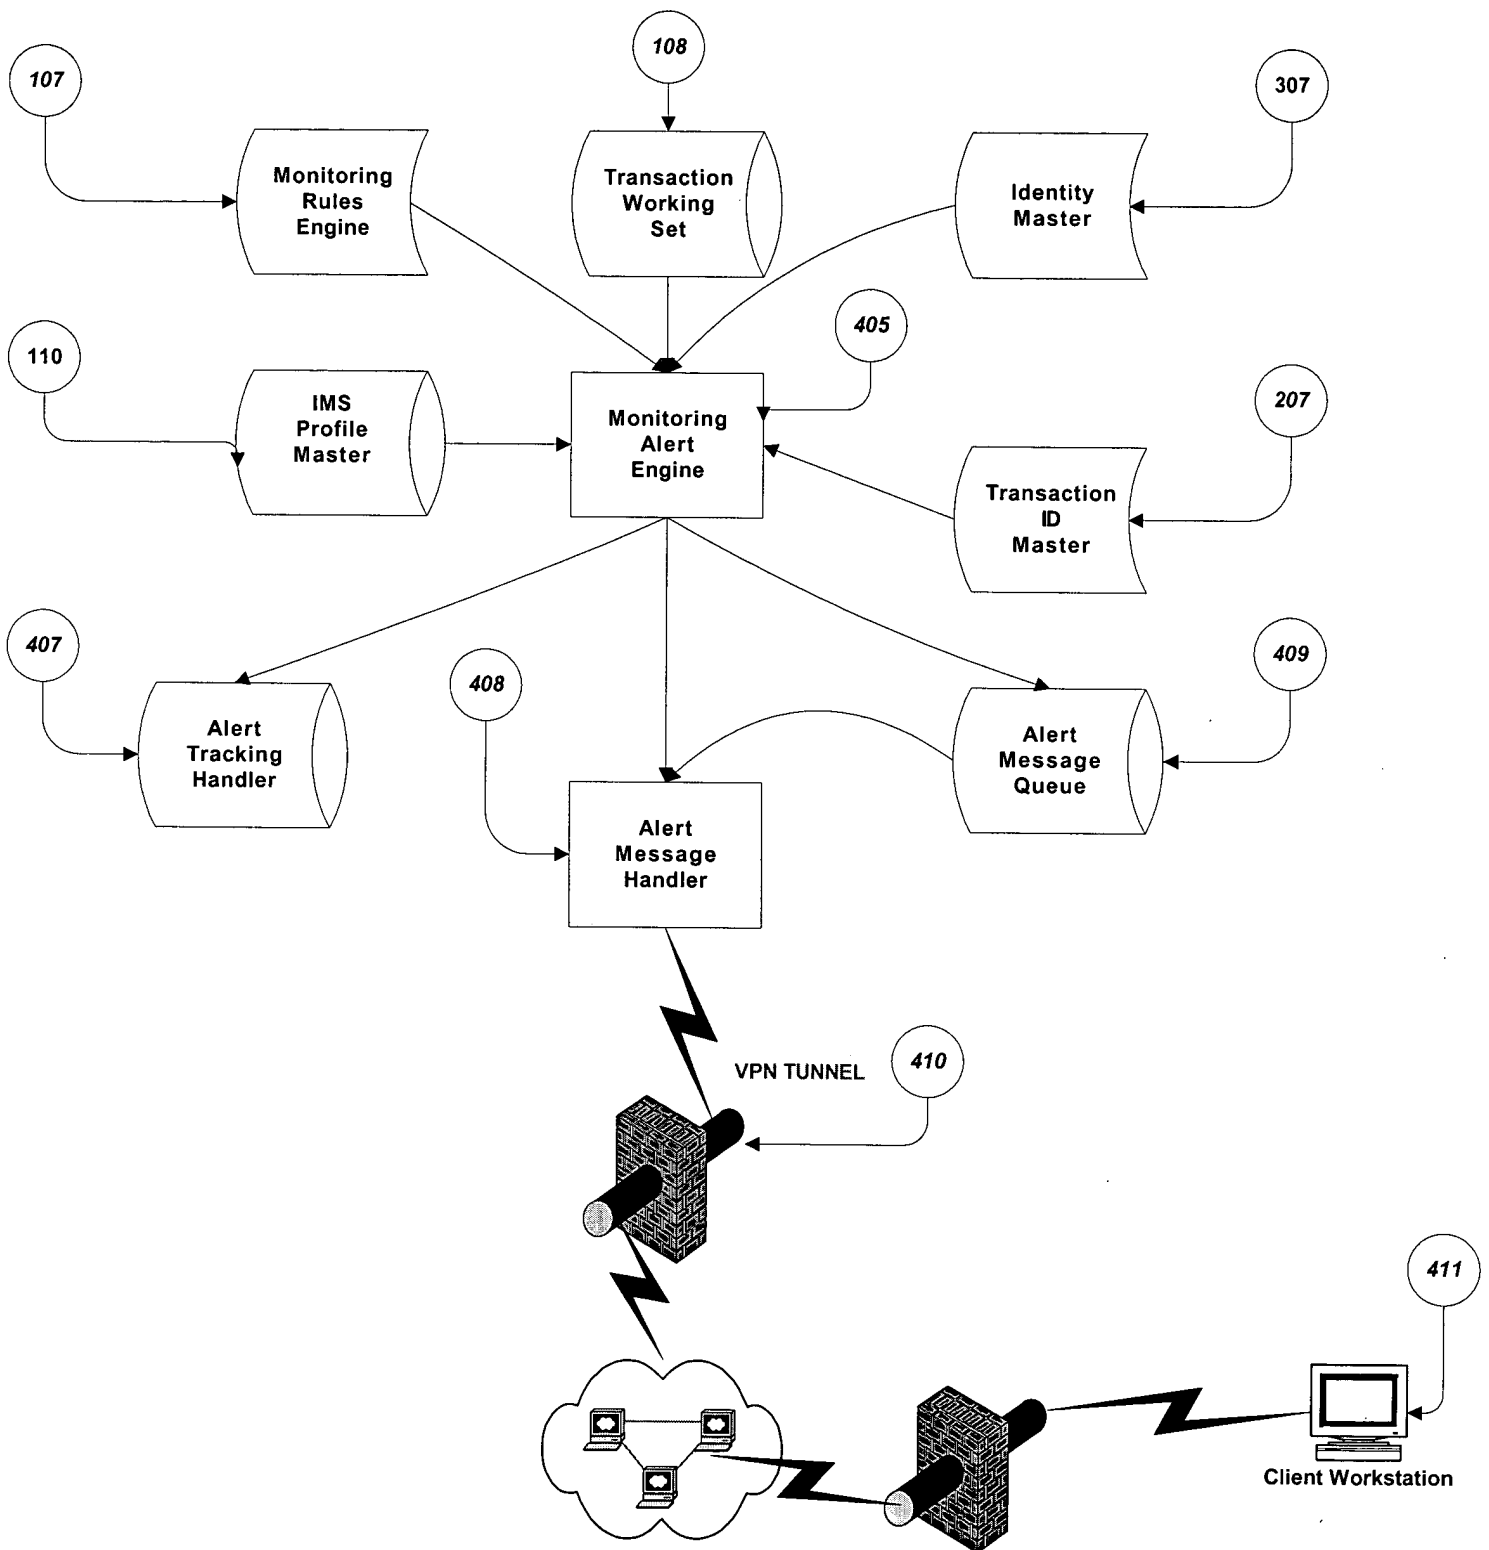 108
107
307
Monitoring
Rules
Engine
Transaction
Working
Set
Identity
Master
405
110
207
IMS
Profile
Master
Monitoring
Alert
Engine
Transaction
ID
Master
407
408
409
Alert
Tracking
Handler
Alert
Message
Queue
Alert
Message
Handler
VPN TUNNEL
410
411
Client Workstation